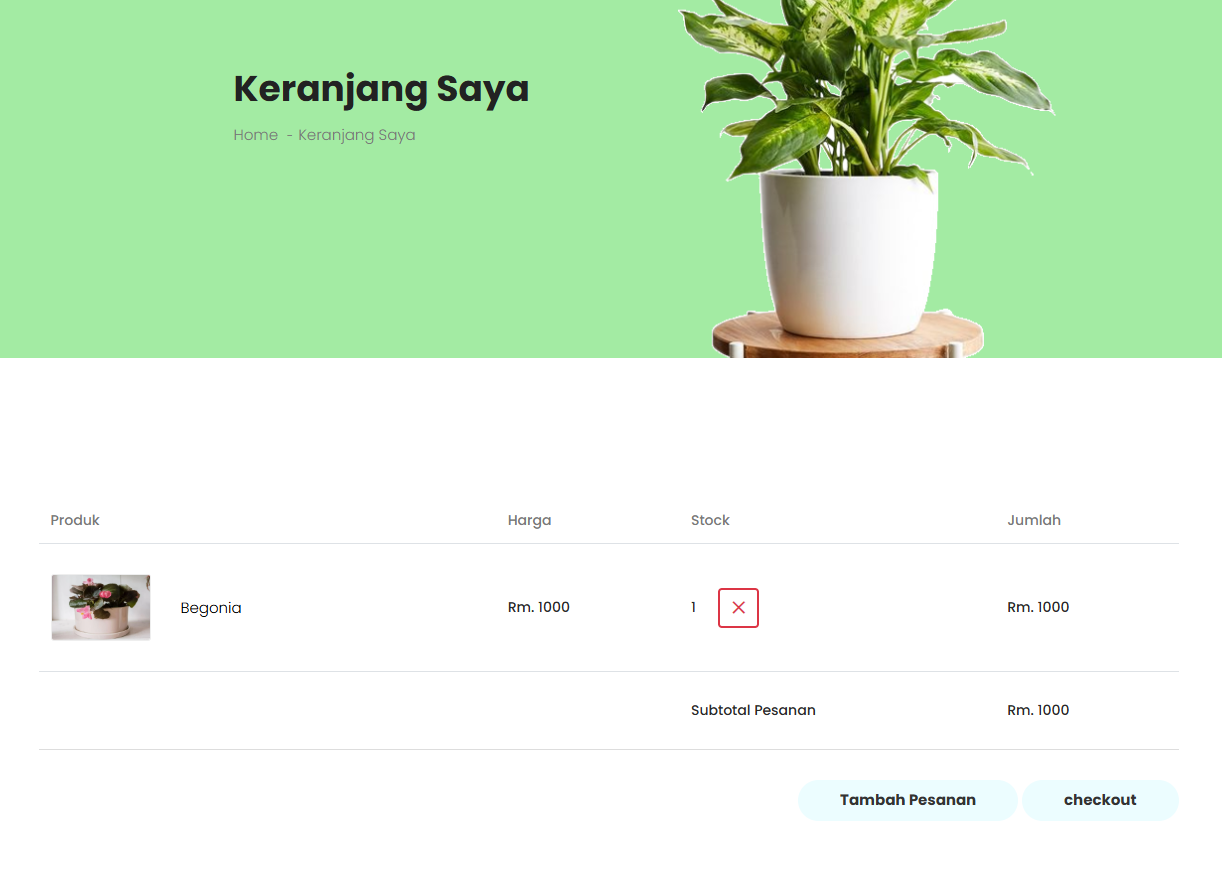 Keranjang Saya
Home - Keranjang Saya
Produk Harga Stock Jumlah
Begonia Rm. 1000 1 Rm. 1000
Subtotal Pesanan Rm. 1000
Tambah Pesanan checkout